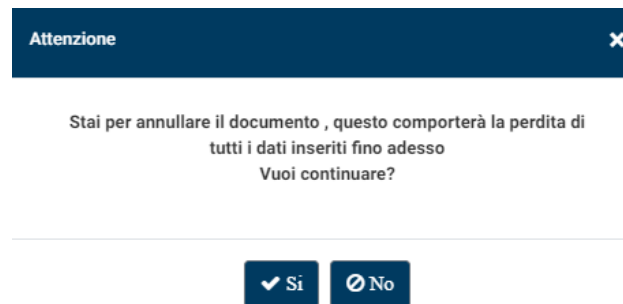 Attenzione
Stai per annullare il documento , questo comporterà la perdita di
tutti i dati inseriti fino adesso
Vuoi continuare?
Si
No